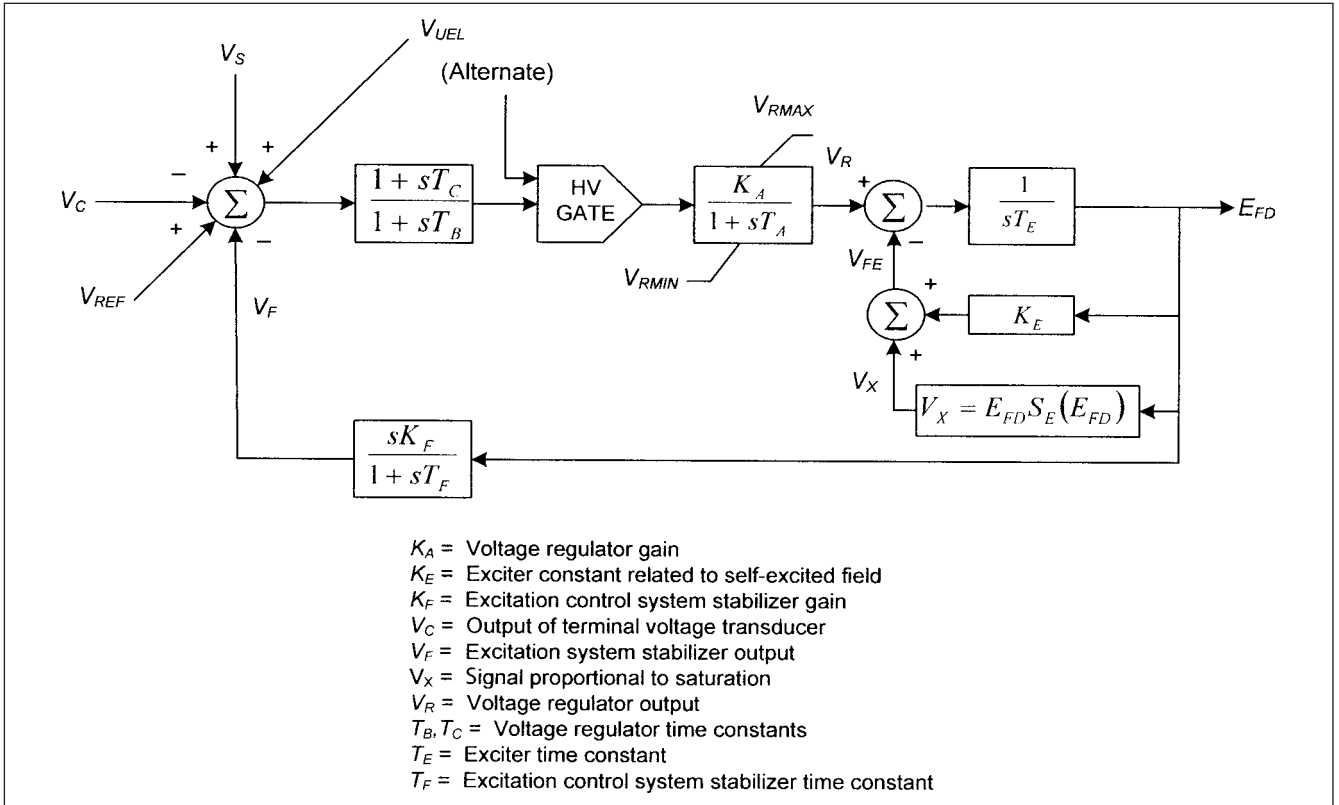 V_S
V_UEL
(Alternate)
V_RMAX
V_R
+ +
− +
V_C Σ
+ −
V_REF
V_F
1 + sT_C
1 + sT_B
HV
GATE
K_A
1 + sT_A
V_RMIN
+ Σ
−
V_FE
1
sT_E
E_FD
+
Σ
+
K_E
V_X
V_X = E_FD S_E(E_FD)
sK_F
1 + sT_F
K_A = Voltage regulator gain
K_E = Exciter constant related to self-excited field
K_F = Excitation control system stabilizer gain
V_C = Output of terminal voltage transducer
V_F = Excitation system stabilizer output
V_X = Signal proportional to saturation
V_R = Voltage regulator output
T_B, T_C = Voltage regulator time constants
T_E = Exciter time constant
T_F = Excitation control system stabilizer time constant